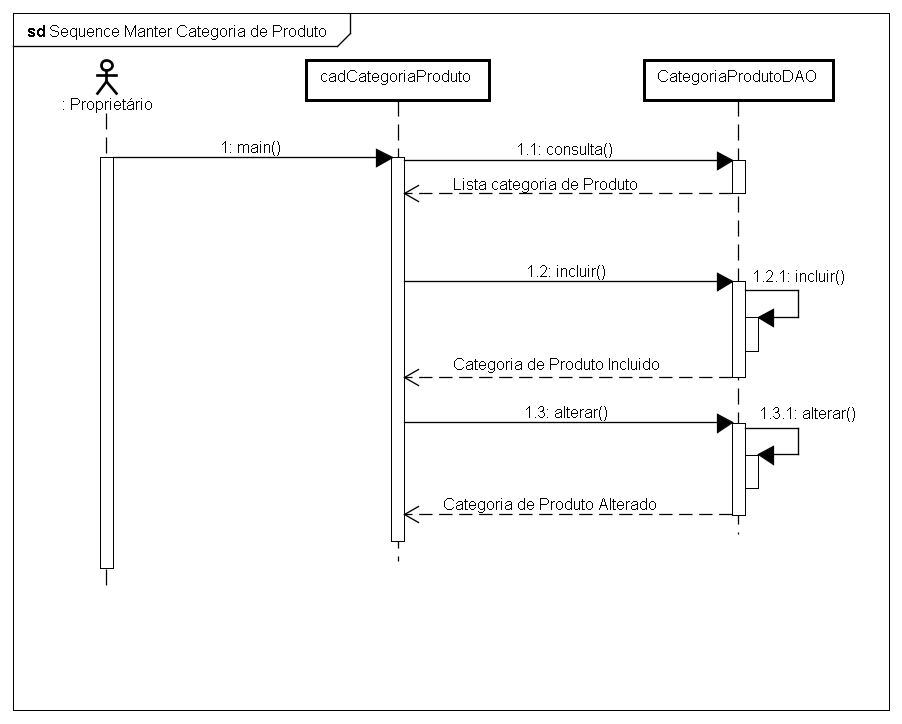 sd Sequence Manter Categoria de Produto
: Proprietário
cadCategoriaProduto
CategoriaProdutoDAO
1: main()
1.1: consulta()
Lista categoria de Produto
1.2: incluir()
1.2.1: incluir()
Categoria de Produto Incluido
1.3: alterar()
1.3.1: alterar()
Categoria de Produto Alterado